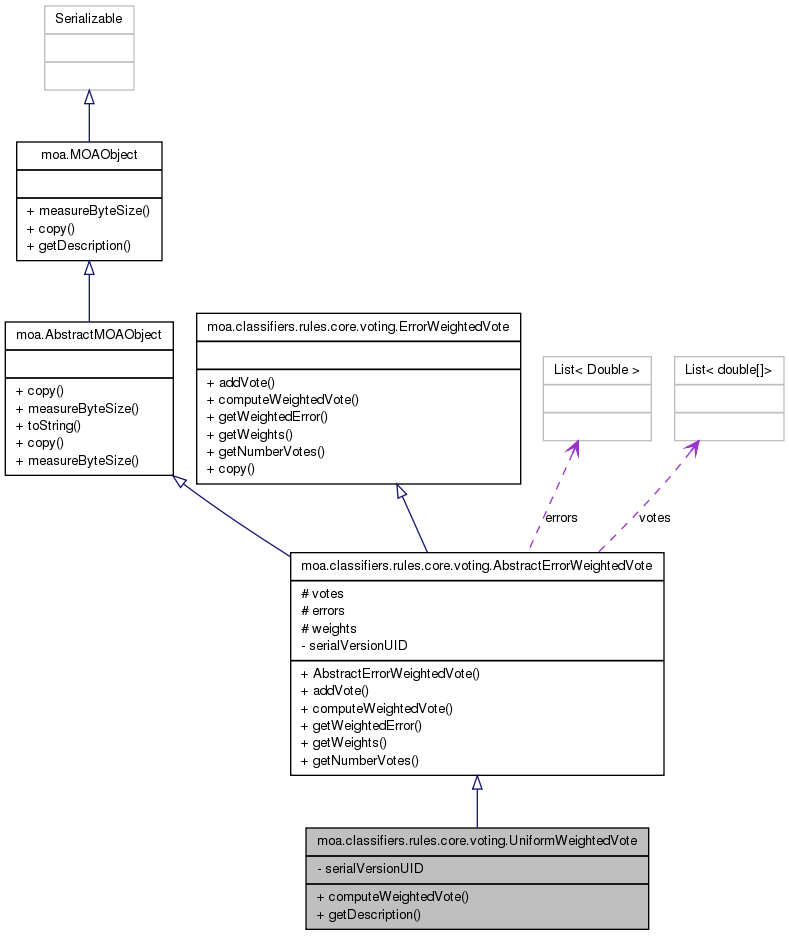 Serializable
moa.MOAObject
+ measureByteSize()
+ copy()
+ getDescription()
moa.AbstractMOAObject
+ copy()
+ measureByteSize()
+ toString()
+ copy()
+ measureByteSize()
moa.classifiers.rules.core.voting.ErrorWeightedVote
+ addVote()
+ computeWeightedVote()
+ getWeightedError()
+ getWeights()
+ getNumberVotes()
+ copy()
List< Double >
List< double[]>
errors
votes
moa.classifiers.rules.core.voting.AbstractErrorWeightedVote
# votes
# errors
# weights
- serialVersionUID
+ AbstractErrorWeightedVote()
+ addVote()
+ computeWeightedVote()
+ getWeightedError()
+ getWeights()
+ getNumberVotes()
moa.classifiers.rules.core.voting.UniformWeightedVote
- serialVersionUID
+ computeWeightedVote()
+ getDescription()